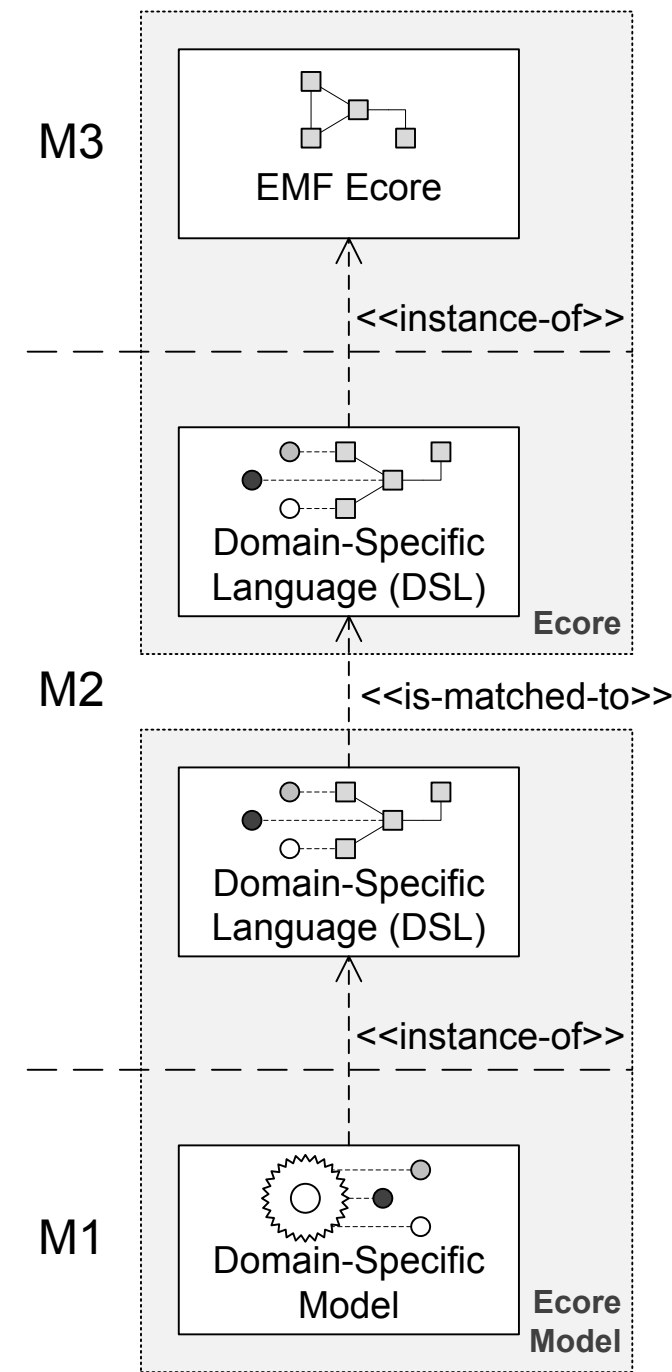 M3
EMF Ecore
<<instance-of>>
Domain-Specific
Language (DSL)
Ecore
M2
<<is-matched-to>>
Domain-Specific
Language (DSL)
<<instance-of>>
M1
Domain-Specific
Model
Ecore
Model